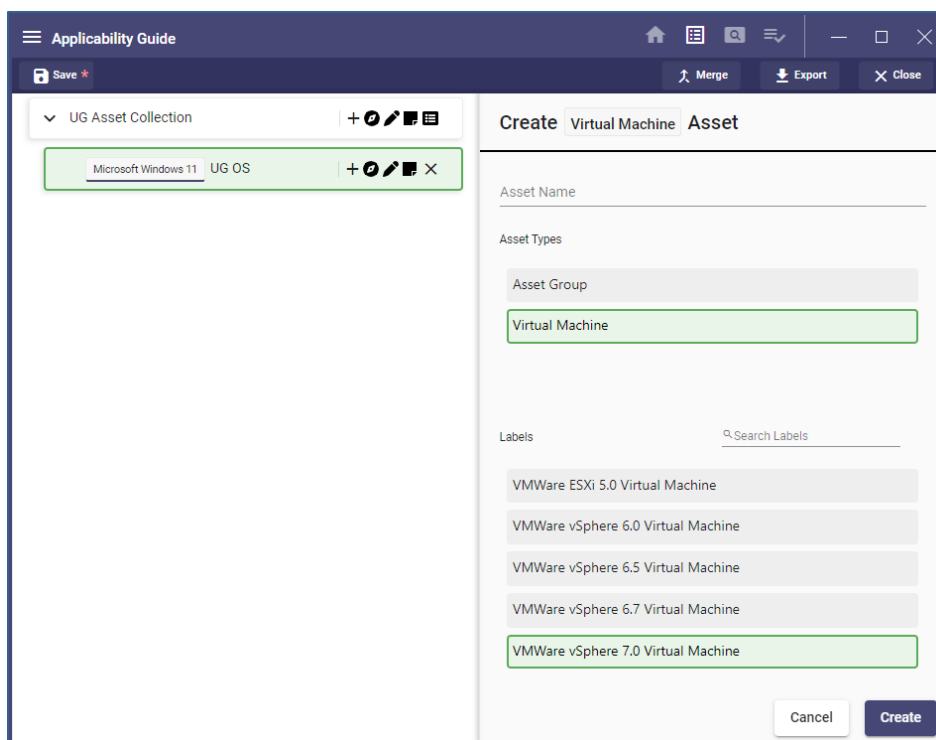 Applicability Guide
Save *
Merge
Export
Close
UG Asset Collection
Microsoft Windows 11 UG OS
Create Virtual Machine Asset
Asset Name
Asset Types
Asset Group
Virtual Machine
Labels
Search Labels
VMWare ESXi 5.0 Virtual Machine
VMWare vSphere 6.0 Virtual Machine
VMWare vSphere 6.5 Virtual Machine
VMWare vSphere 6.7 Virtual Machine
VMWare vSphere 7.0 Virtual Machine
Cancel
Create